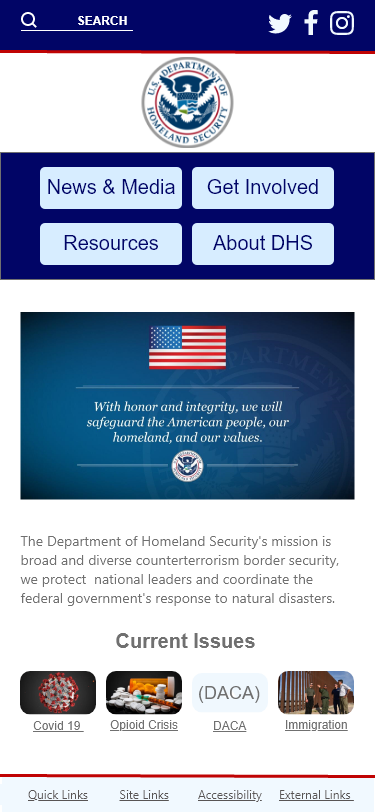 SEARCH
U.S. DEPARTMENT OF
HOMELAND SECURITY
News & Media
Get Involved
Resources
About DHS
With honor and integrity, we will
safeguard the American people, our
homeland, and our values.
The Department of Homeland Security's mission is
broad and diverse counterterrorism border security,
we protect  national leaders and coordinate the
federal government's response to natural disasters.
Current Issues
(DACA)
Covid 19
Opioid Crisis
DACA
Immigration
Quick Links
Site Links
Accessibility
External Links